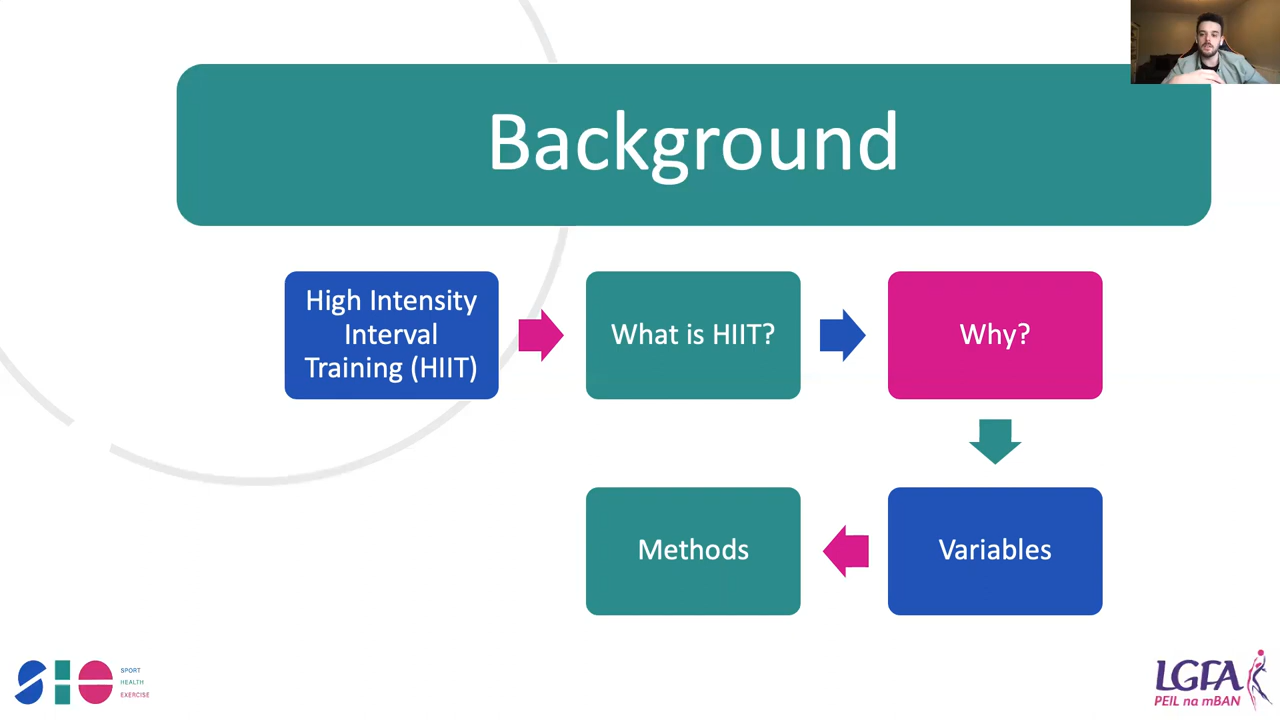 Background
High Intensity
Interval
Training (HIIT)
What is HIIT?
Why?
Methods
Variables
SPORT
HEALTH
EXERCISE
LGFA
PEIL na mBAN